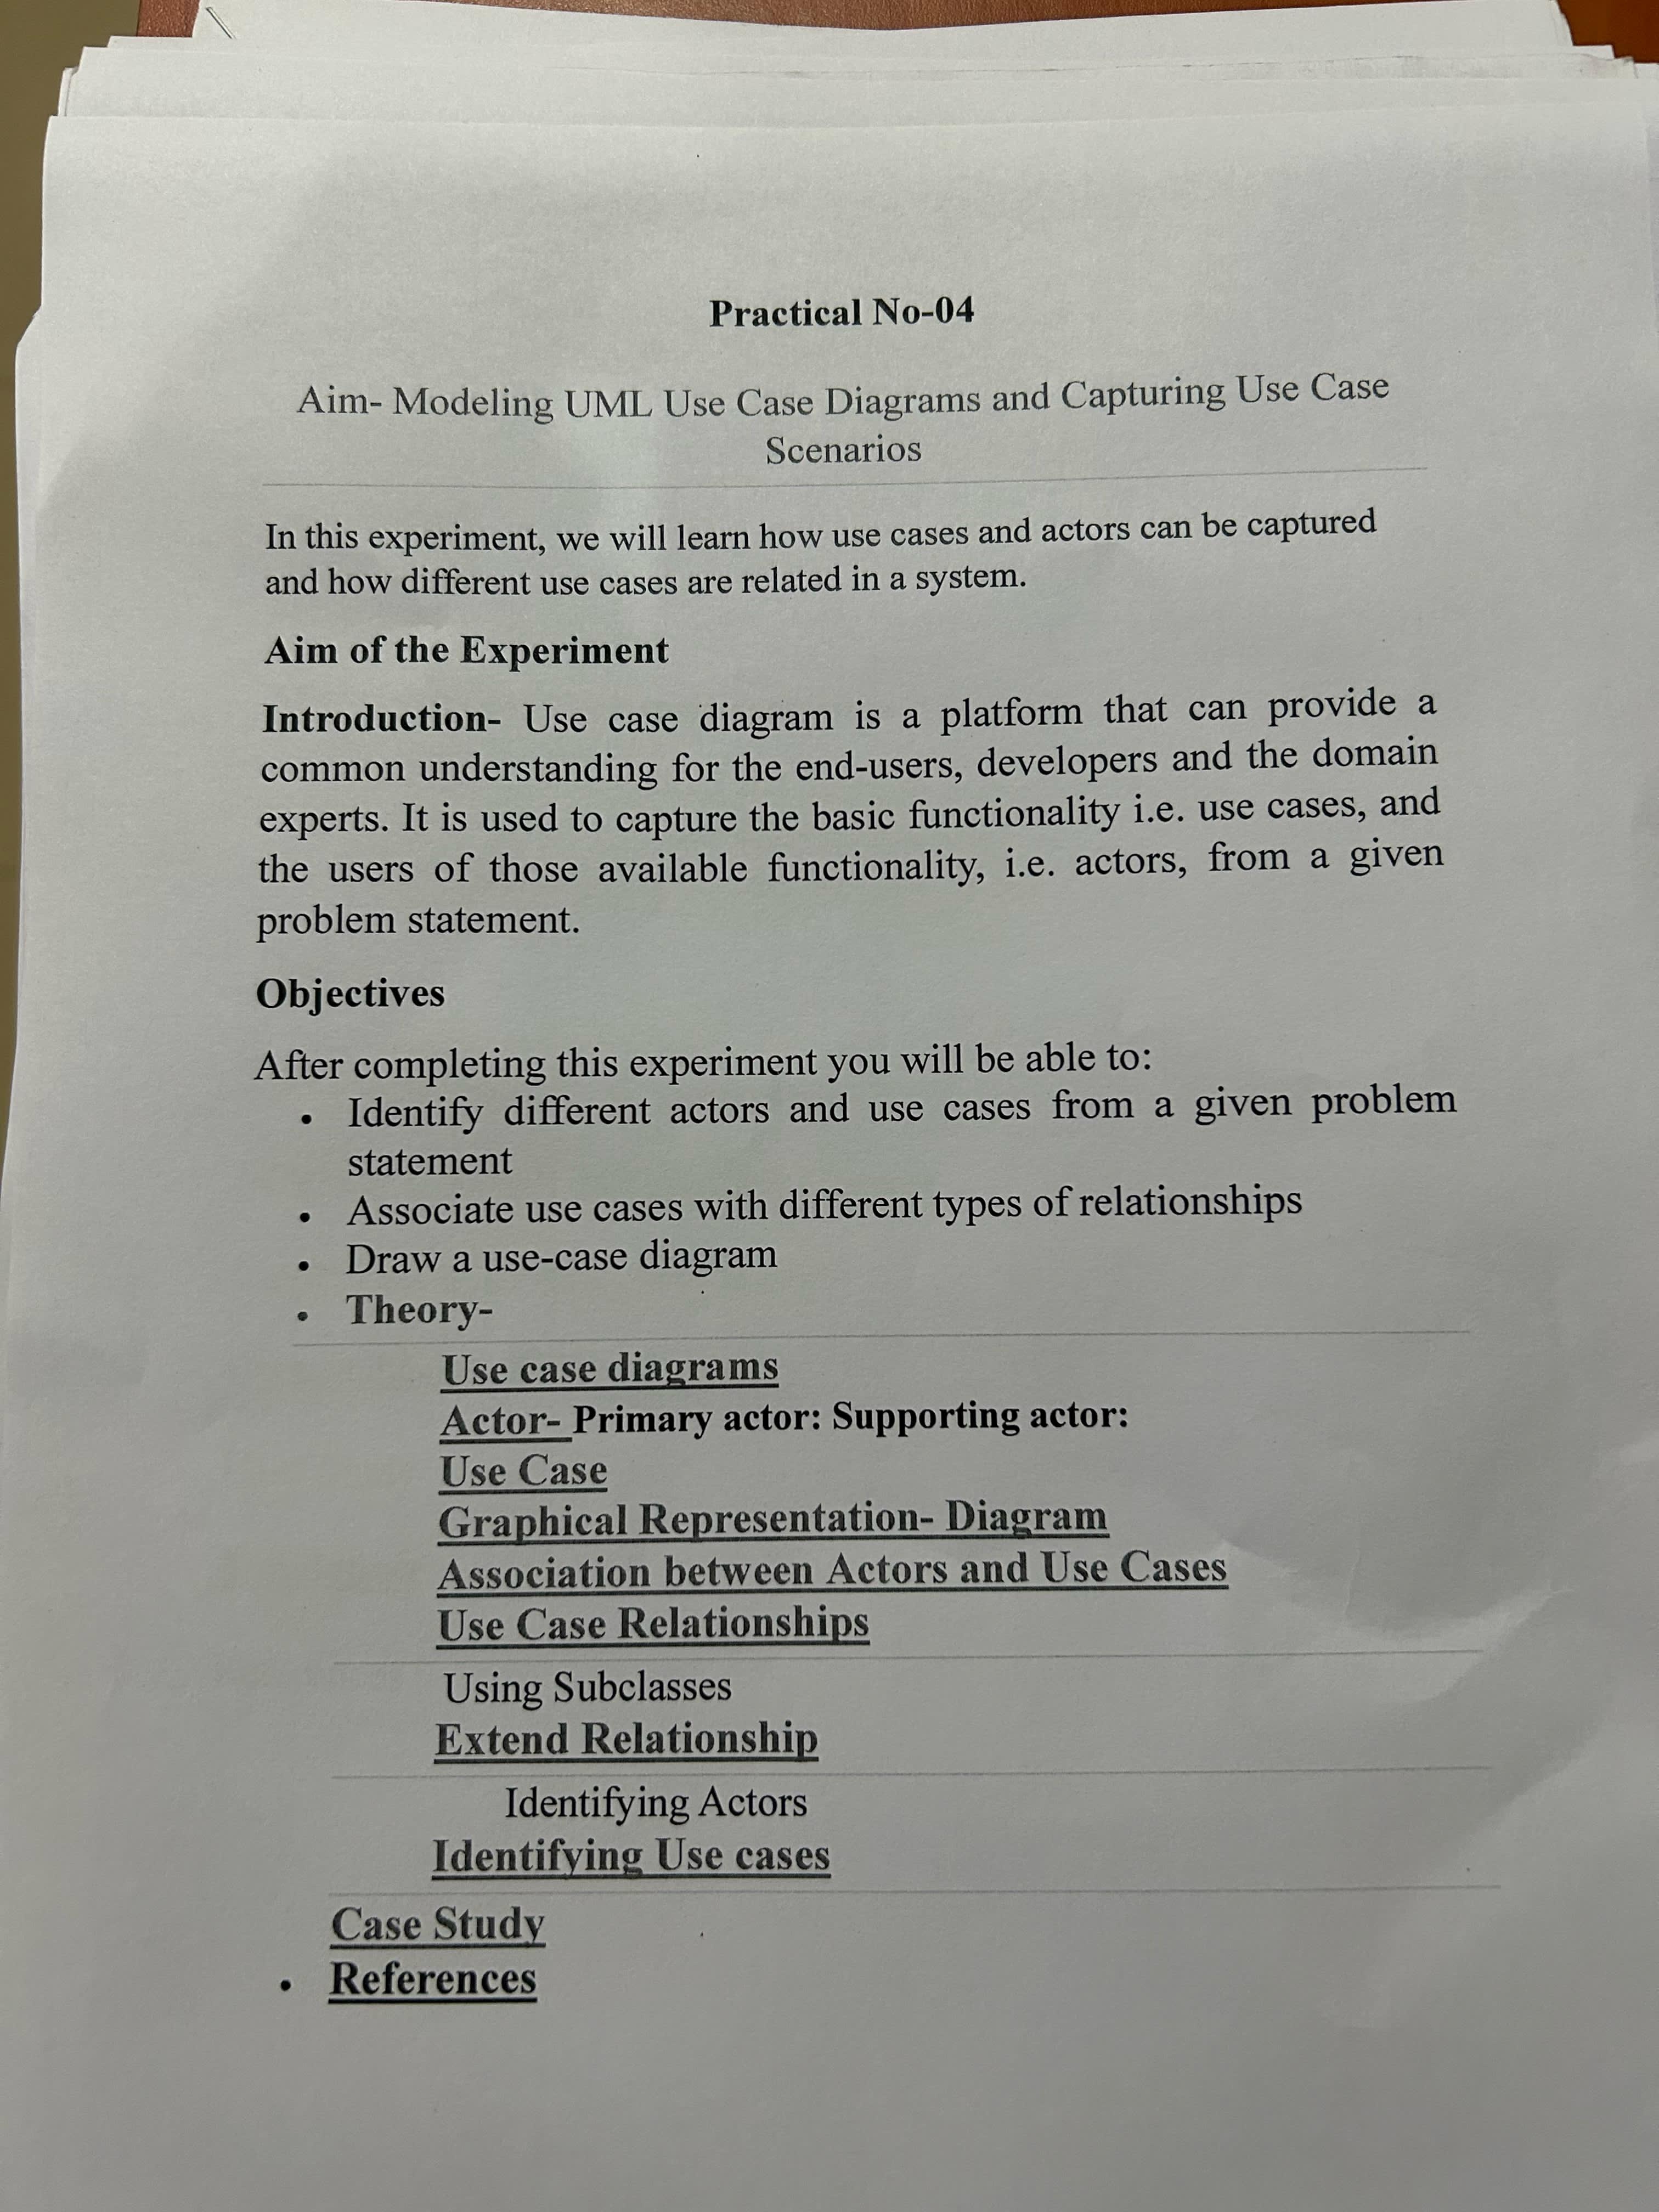 Practical No-04
Aim- Modeling UML Use Case Diagrams and Capturing Use Case
Scenarios
In this experiment, we will learn how use cases and actors can be captured
and how different use cases are related in a system.
Aim of the Experiment
Introduction- Use case diagram is a platform that can provide a
common understanding for the end-users, developers and the domain
experts. It is used to capture the basic functionality i.e. use cases, and
the users of those available functionality, i.e. actors, from a given
problem statement.
Objectives
After completing this experiment you will be able to:
• Identify different actors and use cases from a given problem
statement
• Associate use cases with different types of relationships
• Draw a use-case diagram
• Theory-
Use case diagrams
Actor- Primary actor: Supporting actor:
Use Case
Graphical Representation- Diagram
Association between Actors and Use Cases
Use Case Relationships
Using Subclasses
Extend Relationship
Identifying Actors
Identifying Use cases
Case Study
• References